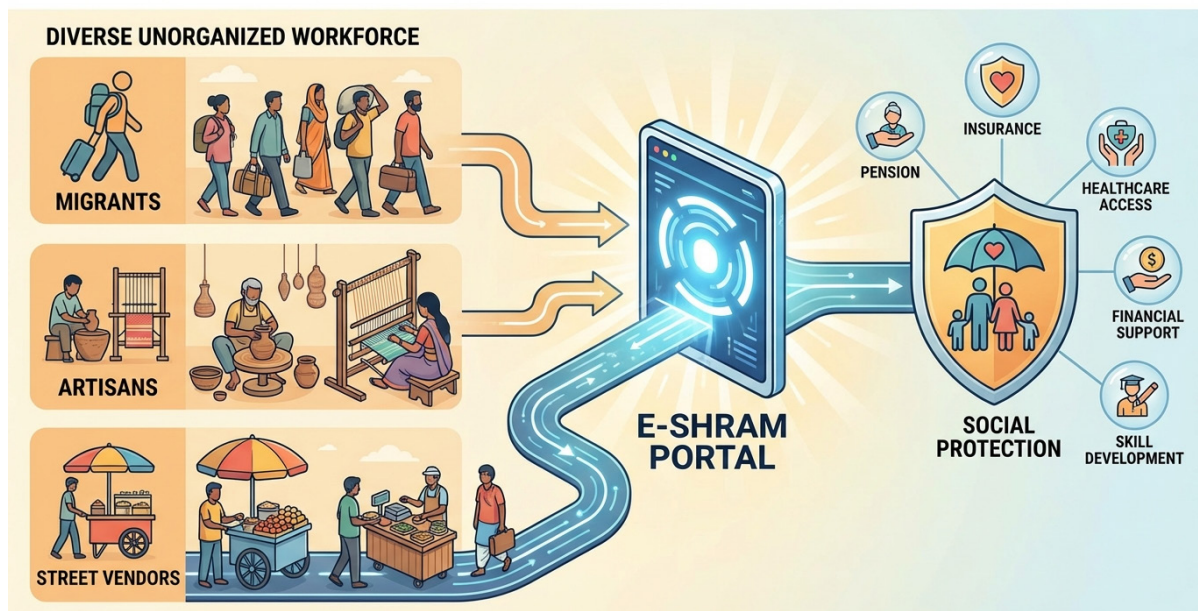 DIVERSE UNORGANIZED WORKFORCE
MIGRANTS
ARTISANS
STREET VENDORS
E-SHRAM
PORTAL
PENSION
INSURANCE
HEALTHCARE
ACCESS
$
FINANCIAL
SUPPORT
SKILL
DEVELOPMENT
SOCIAL
PROTECTION